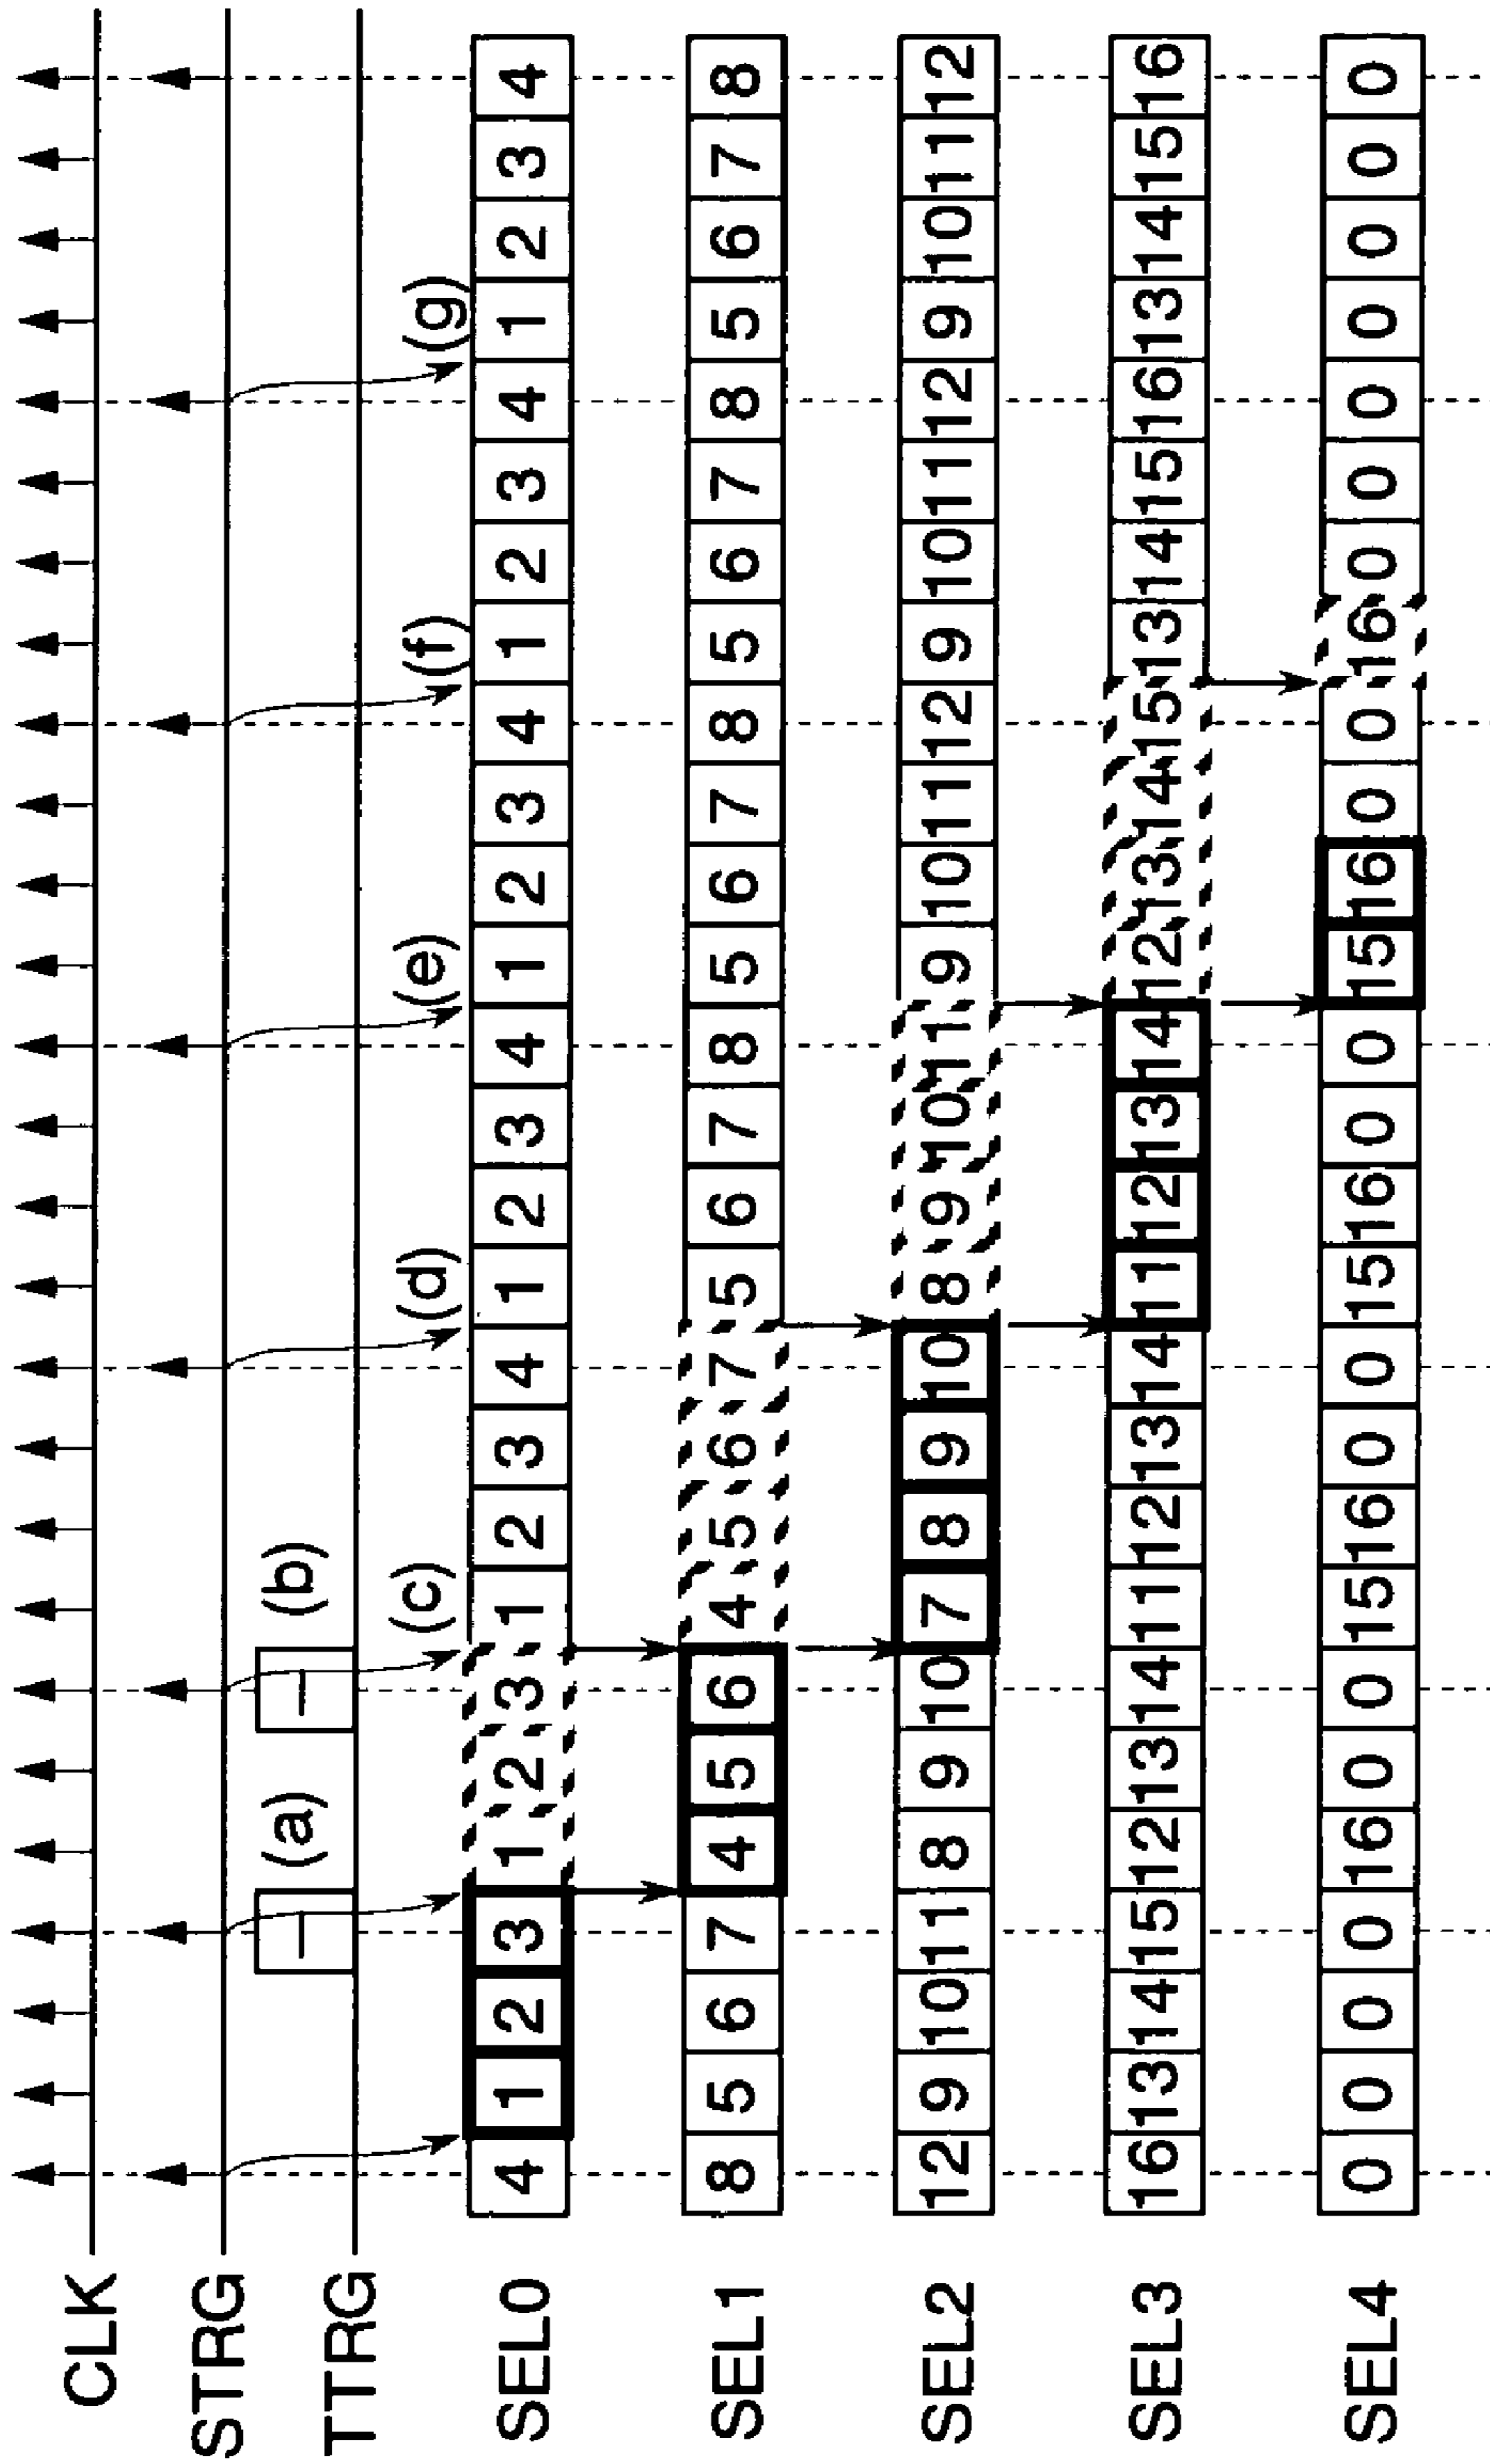 CLK
STRG
(a) (b)
TTRG
(c) (d) (e) (f) (g)
SEL0 4 1 2 3 1 2 3 1 2 3 4 1 2 3 4 1 2 3 4 1 2 3 4 1 2 3 4
SEL1 8 5 6 7 4 5 6 4 5 6 7 5 6 7 8 5 6 7 8 5 6 7 8 5 6 7 8
SEL2 12 9 10 11 8 9 10 7 8 9 10 8 9 10 11 9 10 11 12 9 10 11 12 9 10 11 12
SEL3 16 13 14 15 12 13 14 11 12 13 14 11 12 13 14 12 13 14 15 13 14 15 16 13 14 15 16
SEL4 0 0 0 0 16 0 0 15 16 0 0 15 16 0 0 15 16 0 0 16 0 0 0 0 0 0 0